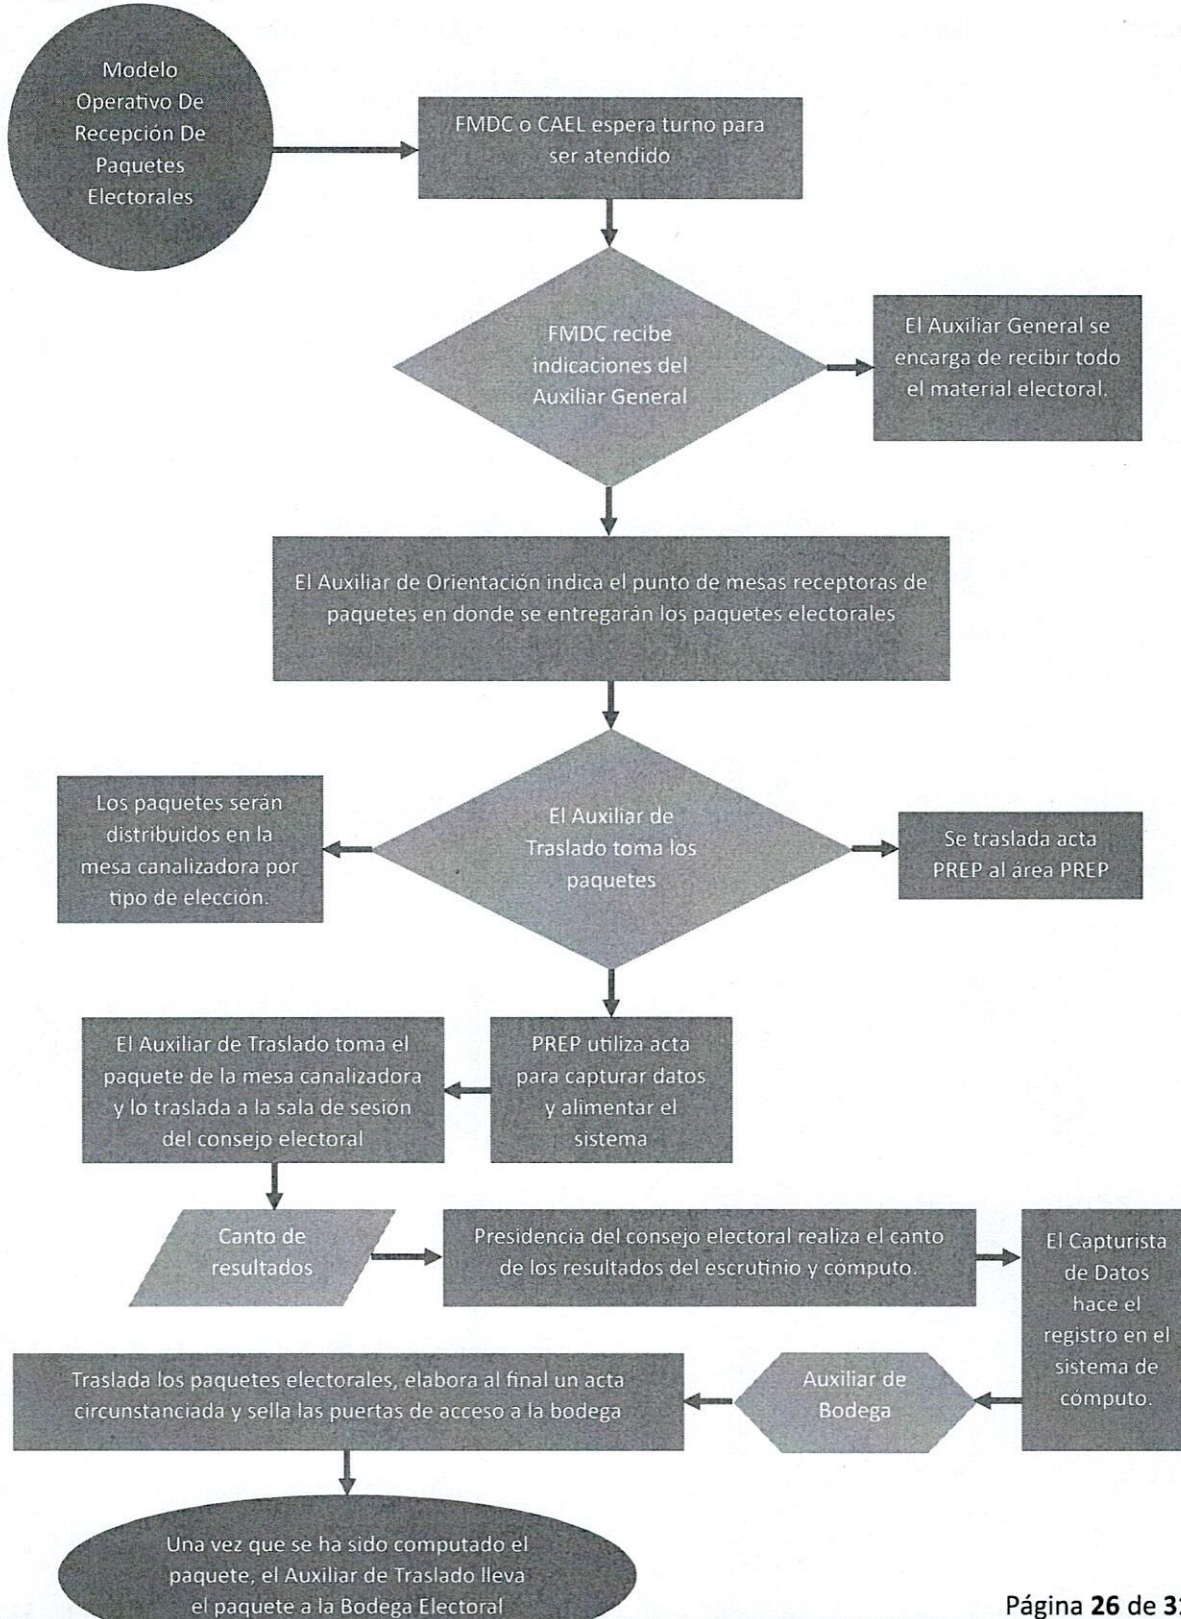 Modelo
Operativo De
Recepción De
Paquetes
Electorales
FMDC o CAEL espera turno para
ser atendido
FMDC recibe
indicaciones del
Auxiliar General
El Auxiliar General se
encarga de recibir todo
el material electoral.
El Auxiliar de Orientación indica el punto de mesas receptoras de
paquetes en donde se entregarán los paquetes electorales
Los paquetes serán
distribuidos en la
mesa canalizadora por
tipo de elección.
El Auxiliar de
Traslado toma los
paquetes
Se traslada acta
PREP al área PREP
El Auxiliar de Traslado toma el
paquete de la mesa canalizadora
y lo traslada a la sala de sesión
del consejo electoral
PREP utiliza acta
para capturar datos
y alimentar el
sistema
Canto de
resultados
Presidencia del consejo electoral realiza el canto
de los resultados del escrutinio y cómputo.
El Capturista
de Datos
hace el
registro en el
sistema de
cómputo.
Auxiliar de
Bodega
Traslada los paquetes electorales, elabora al final un acta
circunstanciada y sella las puertas de acceso a la bodega
Una vez que se ha sido computado el
paquete, el Auxiliar de Traslado lleva
el paquete a la Bodega Electoral
Página 26 de